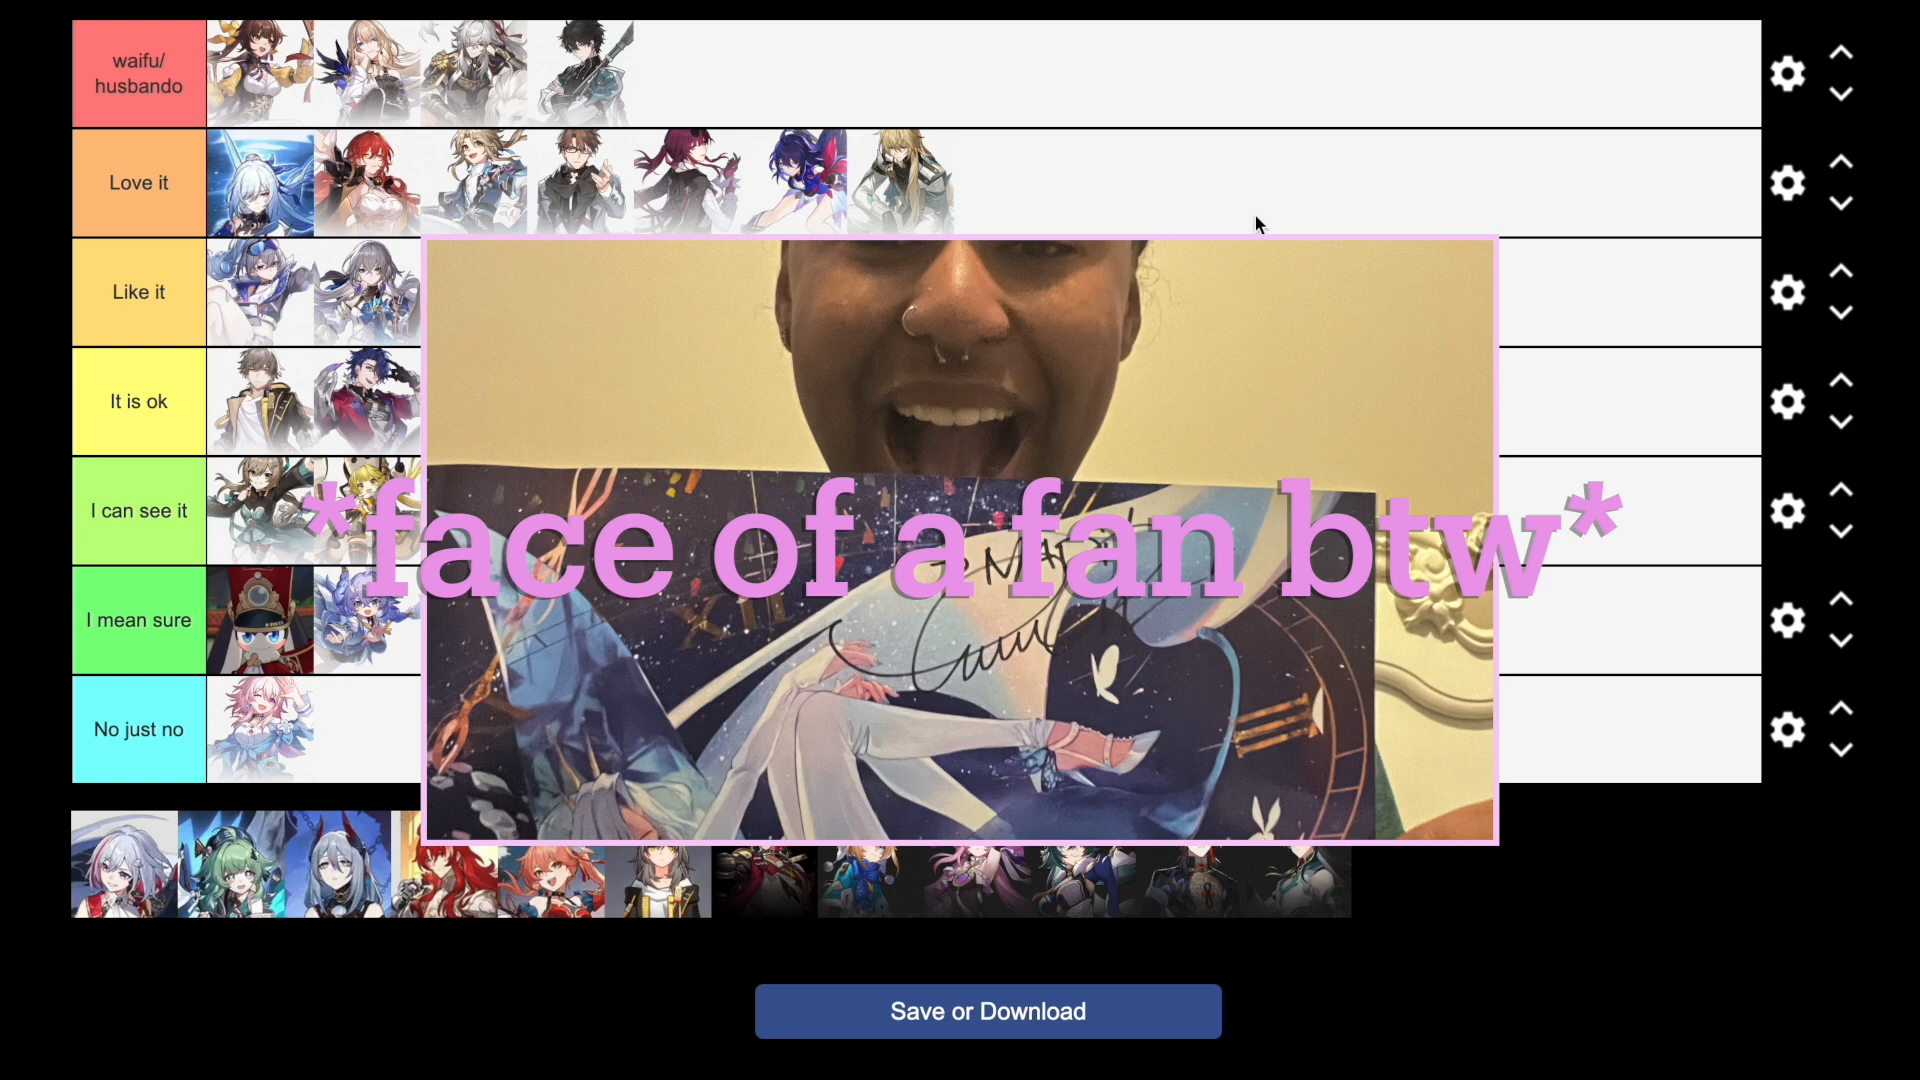 waifu/
husbando
Love it
Like it
It is ok
I can see it
*face of a fan btw*
I mean sure
No just no
Save or Download